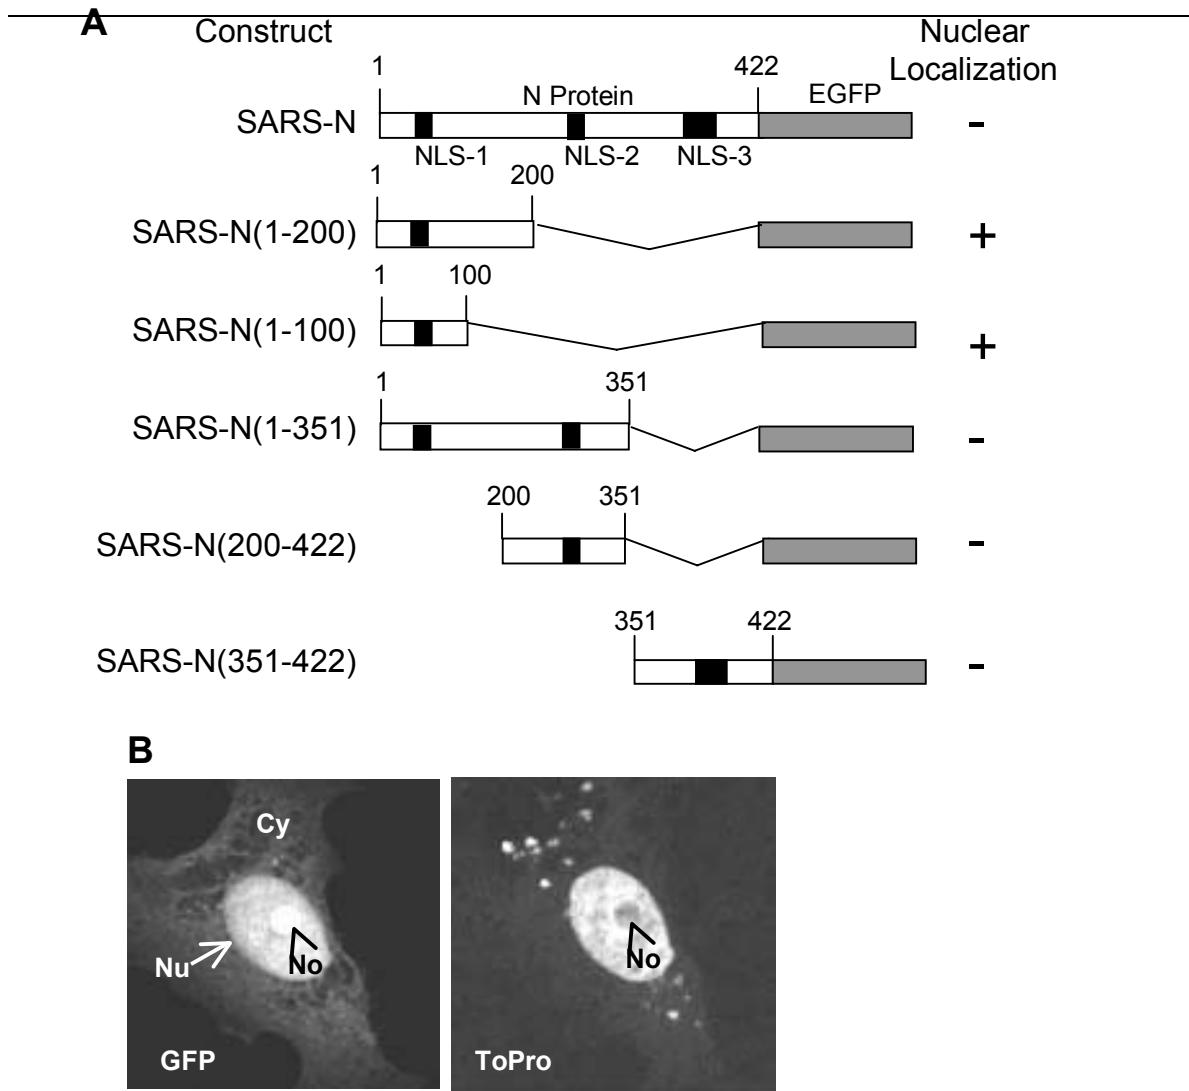 A
Construct
Nuclear
Localization
1
422
N Protein
EGFP
SARS-N
-
NLS-1
NLS-2
NLS-3
1
200
SARS-N(1-200)
+
1
100
SARS-N(1-100)
+
1
351
SARS-N(1-351)
-
200
351
SARS-N(200-422)
-
351
422
SARS-N(351-422)
-
B
Cy
Nu
No
GFP
No
ToPro